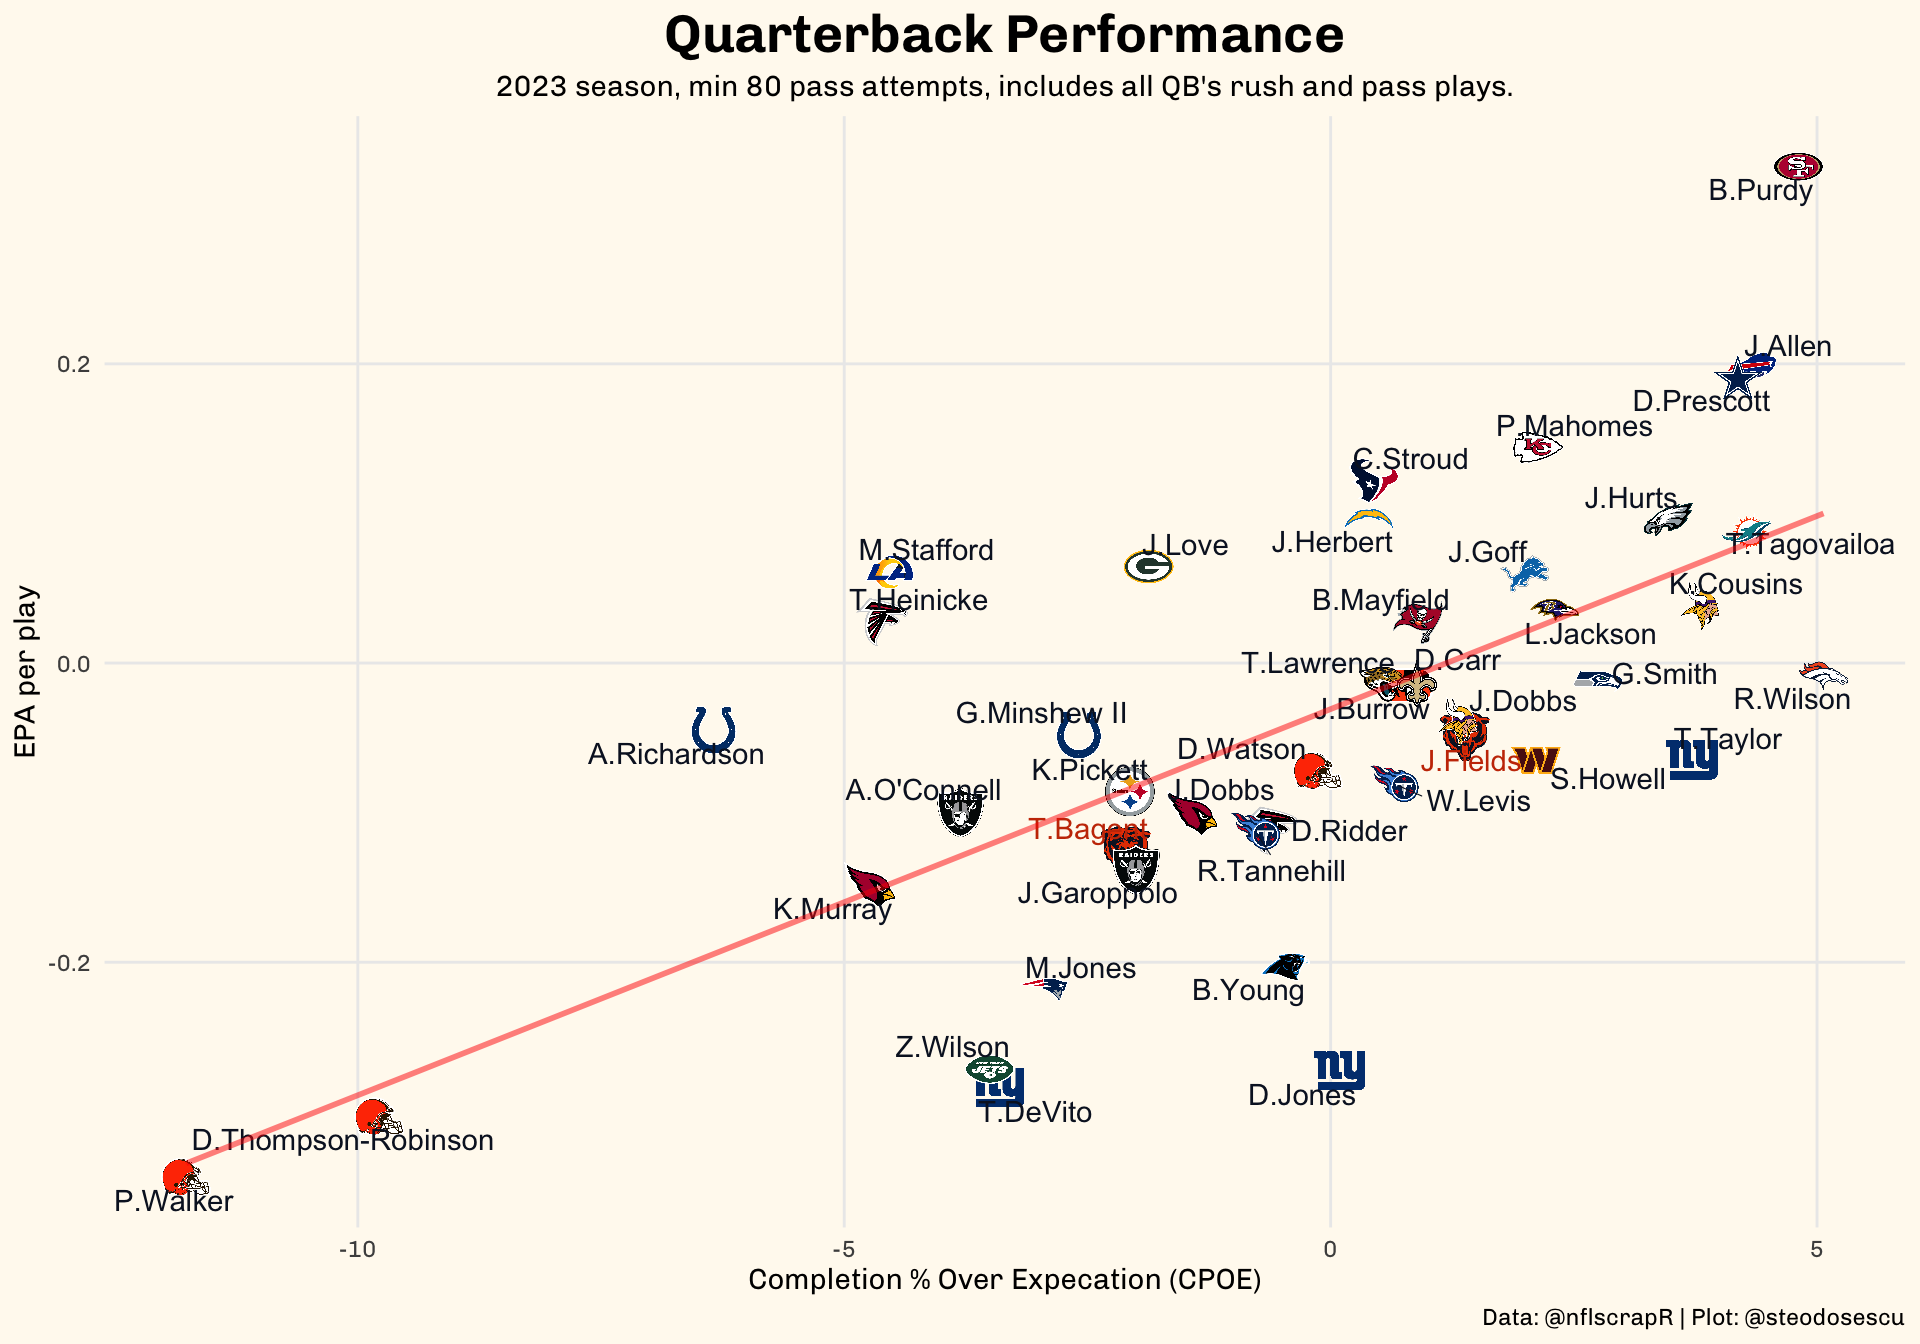 Quarterback Performance
2023 season, min 80 pass attempts, includes all QB's rush and pass plays.
B.Purdy
J.Allen
D.Prescott
P.Mahomes
C.Stroud
J.Hurts
J.Herbert
J.Love
M.Stafford
J.Goff
T.Tagovailoa
K.Cousins
T.Heinicke
B.Mayfield
L.Jackson
T.Lawrence
D.Carr
G.Smith
R.Wilson
J.Burrow
J.Dobbs
G.Minshew II
A.Richardson
T.Taylor
D.Watson
J.Fields
K.Pickett
S.Howell
A.O'Connell
J.Dobbs
W.Levis
T.Bagent
D.Ridder
R.Tannehill
J.Garoppolo
K.Murray
M.Jones
B.Young
Z.Wilson
D.Jones
T.DeVito
D.Thompson-Robinson
P.Walker
0.2
0.0
-0.2
EPA per play
-10
-5
0
5
Completion % Over Expecation (CPOE)
Data: @nflscrapR | Plot: @steodosescu